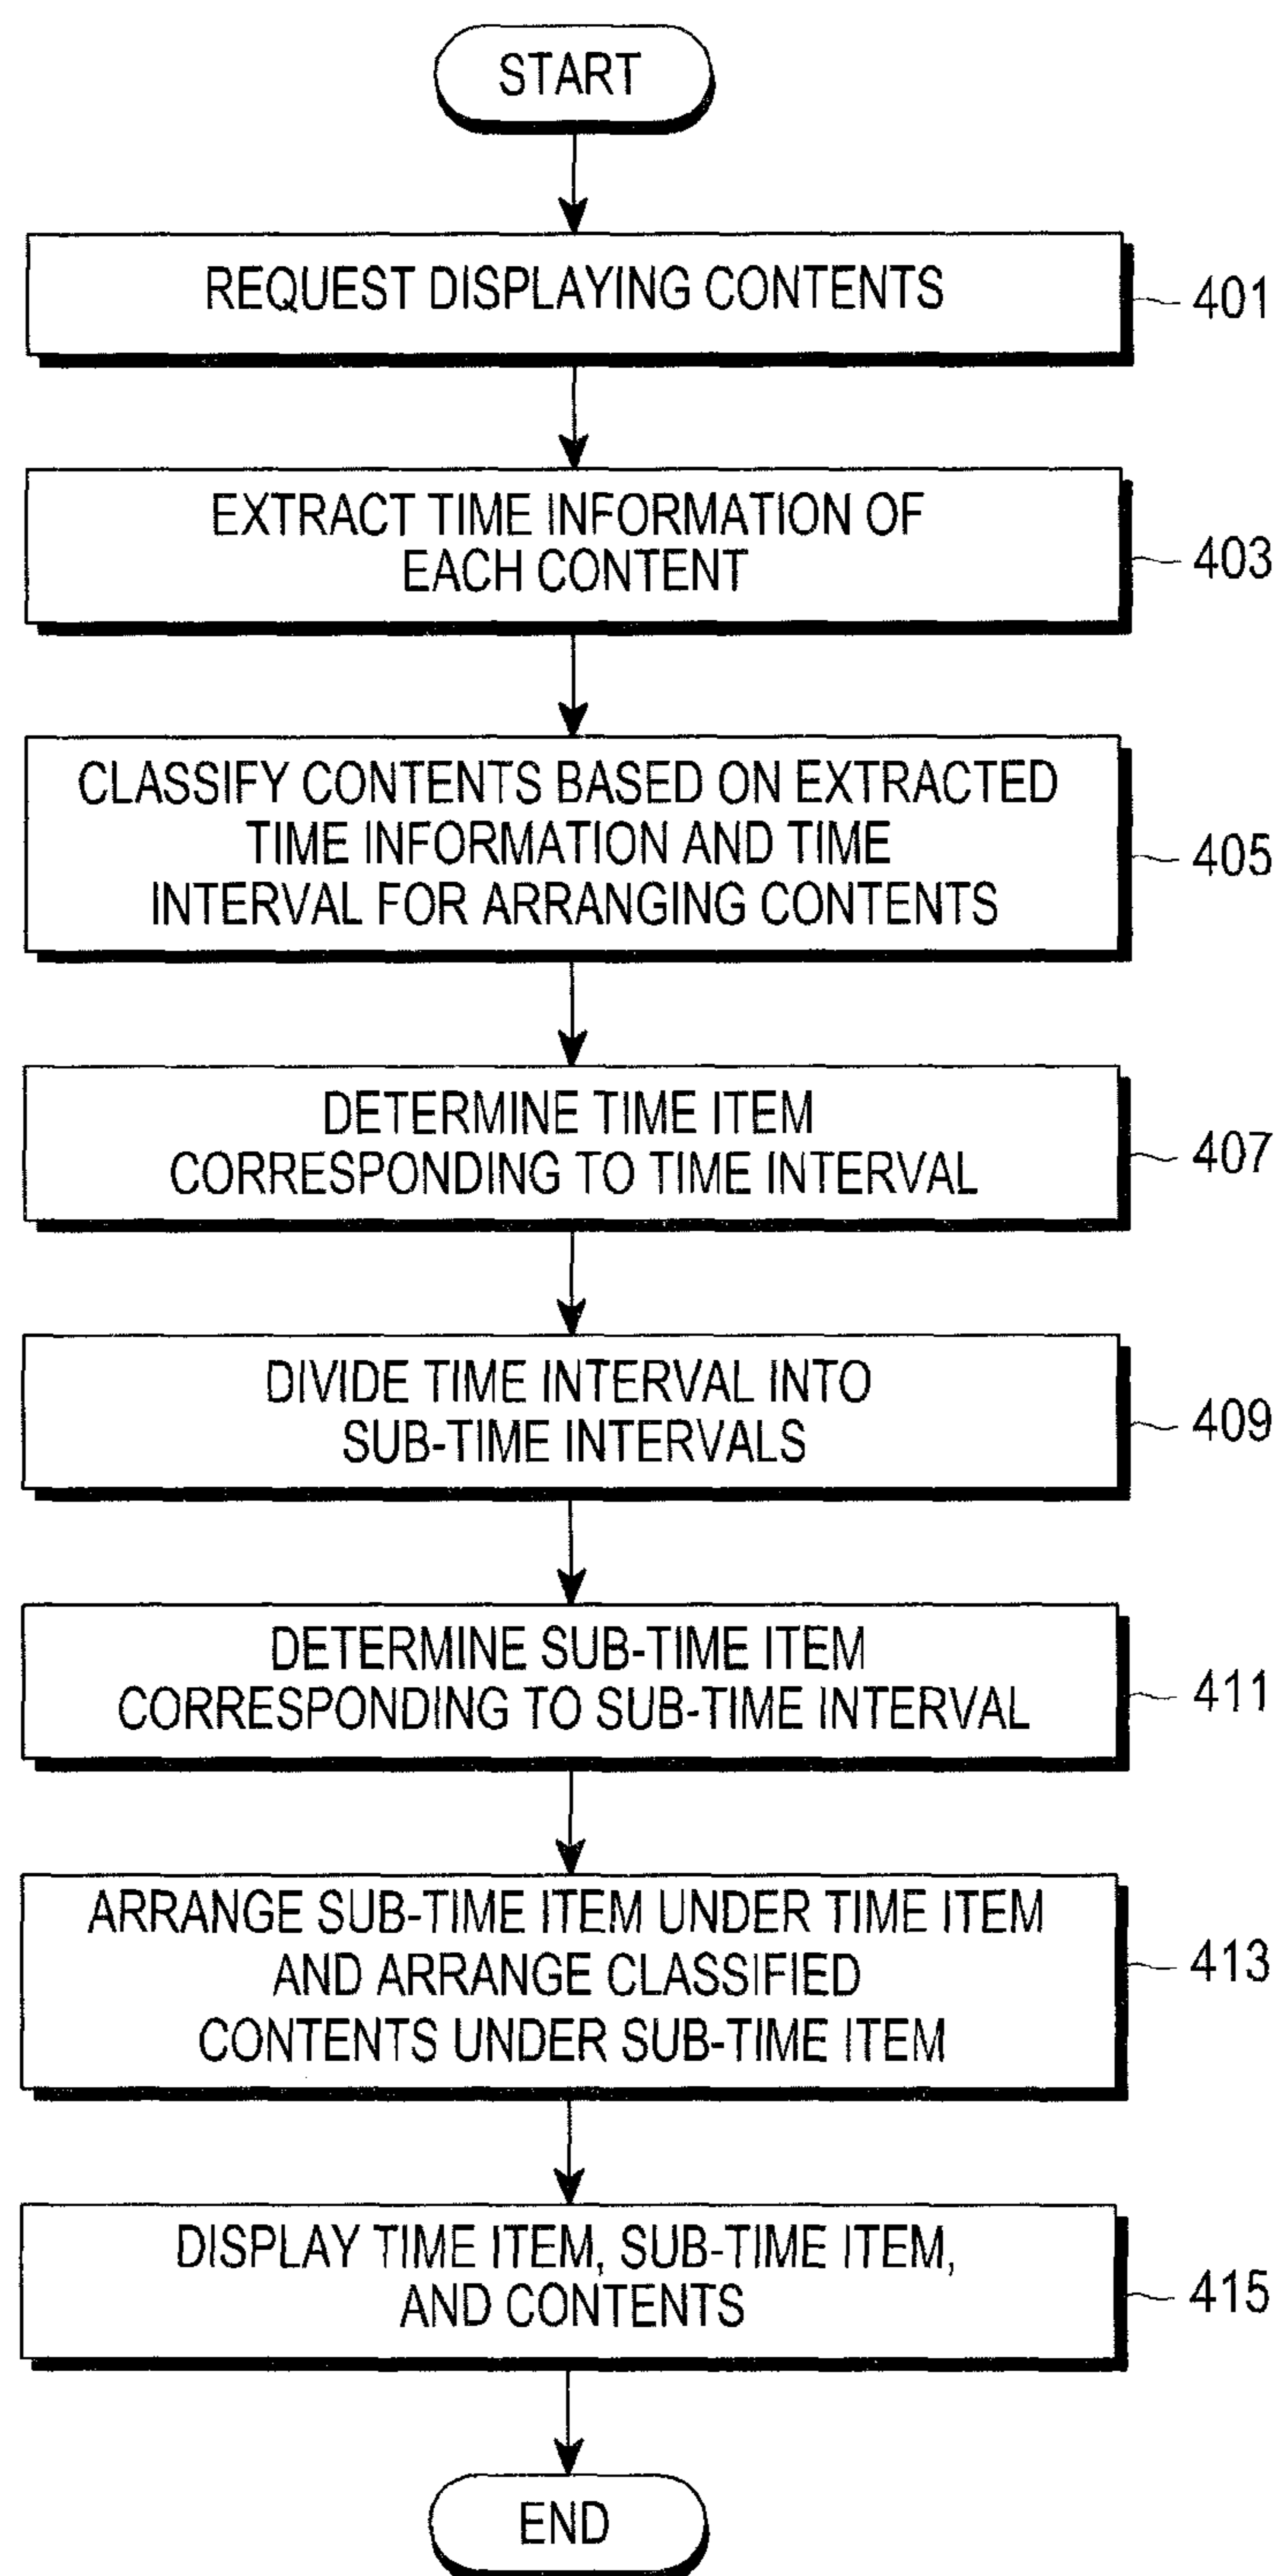 START
REQUEST DISPLAYING CONTENTS
401
EXTRACT TIME INFORMATION OF
EACH CONTENT
403
CLASSIFY CONTENTS BASED ON EXTRACTED
TIME INFORMATION AND TIME
INTERVAL FOR ARRANGING CONTENTS
405
DETERMINE TIME ITEM
CORRESPONDING TO TIME INTERVAL
407
DIVIDE TIME INTERVAL INTO
SUB-TIME INTERVALS
409
DETERMINE SUB-TIME ITEM
CORRESPONDING TO SUB-TIME INTERVAL
411
ARRANGE SUB-TIME ITEM UNDER TIME ITEM
AND ARRANGE CLASSIFIED
CONTENTS UNDER SUB-TIME ITEM
413
DISPLAY TIME ITEM, SUB-TIME ITEM,
AND CONTENTS
415
END